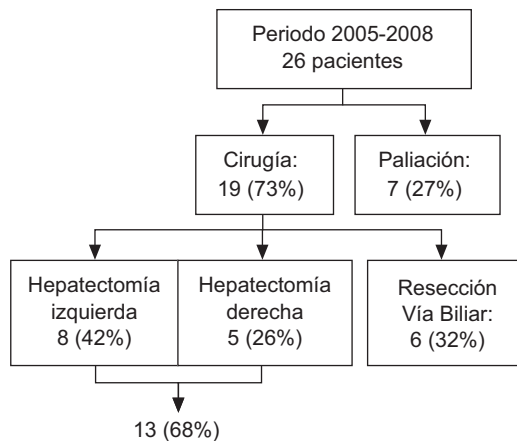 Periodo 2005-2008
26 pacientes
Cirugía:
19 (73%)
Paliación:
7 (27%)
Hepatectomía
izquierda
8 (42%)
Hepatectomía
derecha
5 (26%)
Resección
Vía Biliar:
6 (32%)
13 (68%)